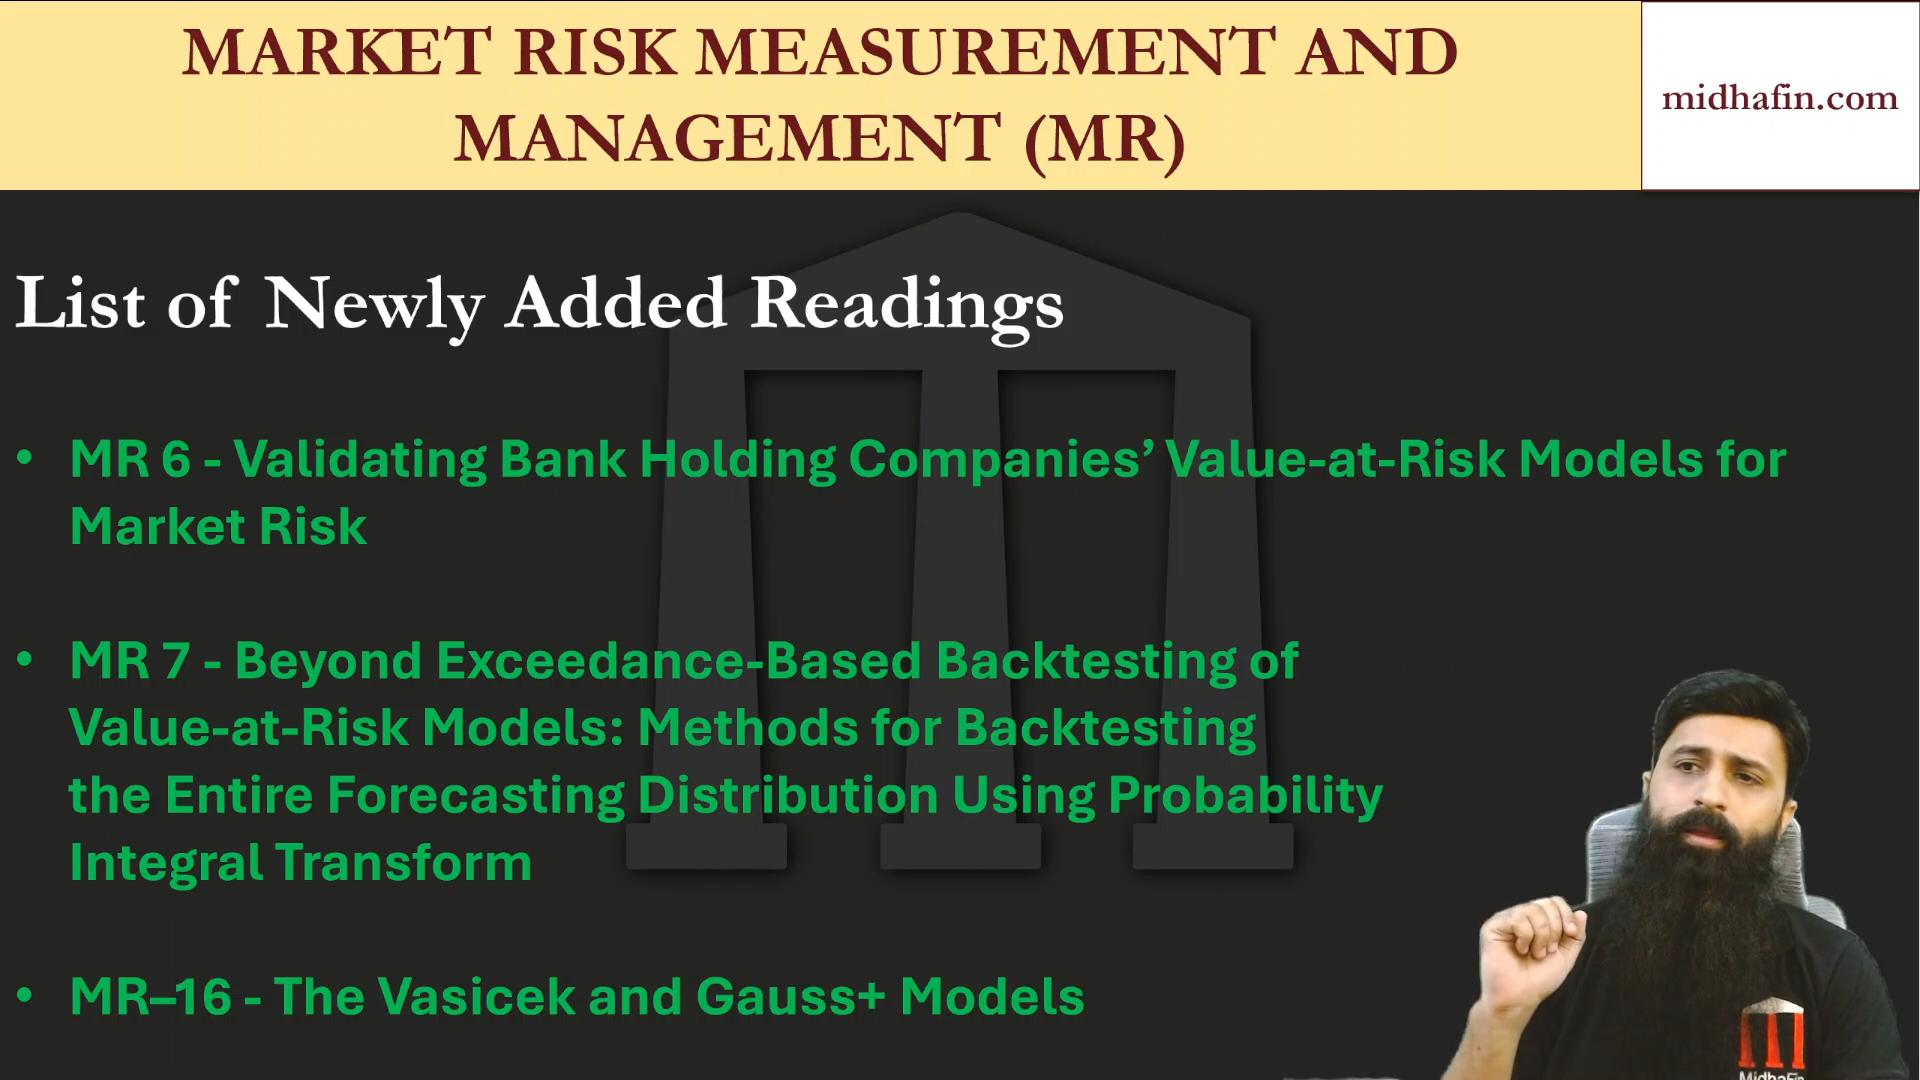 MARKET RISK MEASUREMENT AND
MANAGEMENT (MR)
midhafin.com
List of Newly Added Readings
• MR 6 - Validating Bank Holding Companies’ Value-at-Risk Models for
Market Risk
• MR 7 - Beyond Exceedance-Based Backtesting of
Value-at-Risk Models: Methods for Backtesting
the Entire Forecasting Distribution Using Probability
Integral Transform
• MR–16 - The Vasicek and Gauss+ Models
MidhaFin